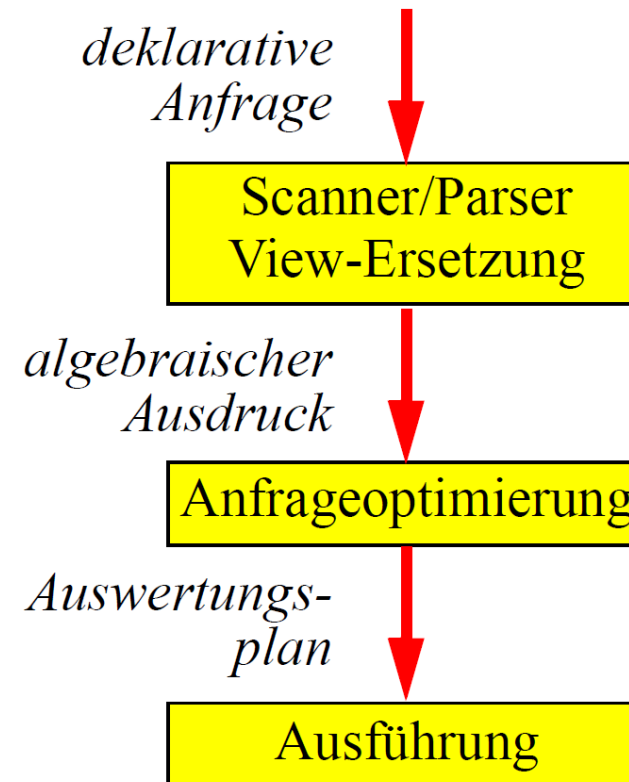 deklarative
Anfrage
Scanner/Parser
View-Ersetzung
algebraischer
Ausdruck
Anfrageoptimierung
Auswertungs-
plan
Ausführung